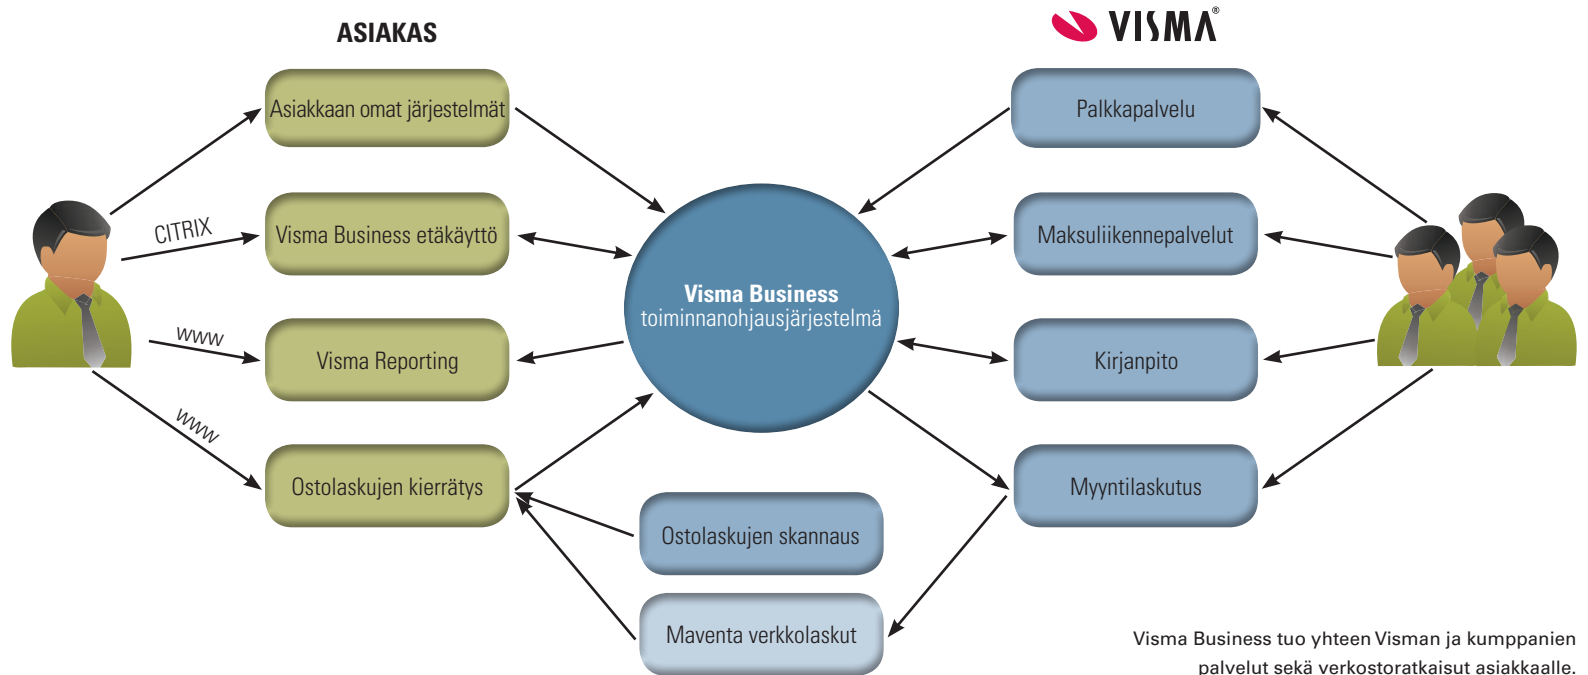 ASIAKAS
VISMA®
Asiakkaan omat järjestelmät
Palkkapalvelu
CITRIX
Visma Business etäkäyttö
Maksuliikennepalvelut
Visma Business
toiminnanohjausjärjestelmä
www
Visma Reporting
Kirjanpito
www
Ostolaskujen kierrätys
Myyntilaskutus
Ostolaskujen skannaus
Maventa verkkolaskut
Visma Business tuo yhteen Visman ja kumppanien
palvelut sekä verkostoratkaisut asiakkaalle.